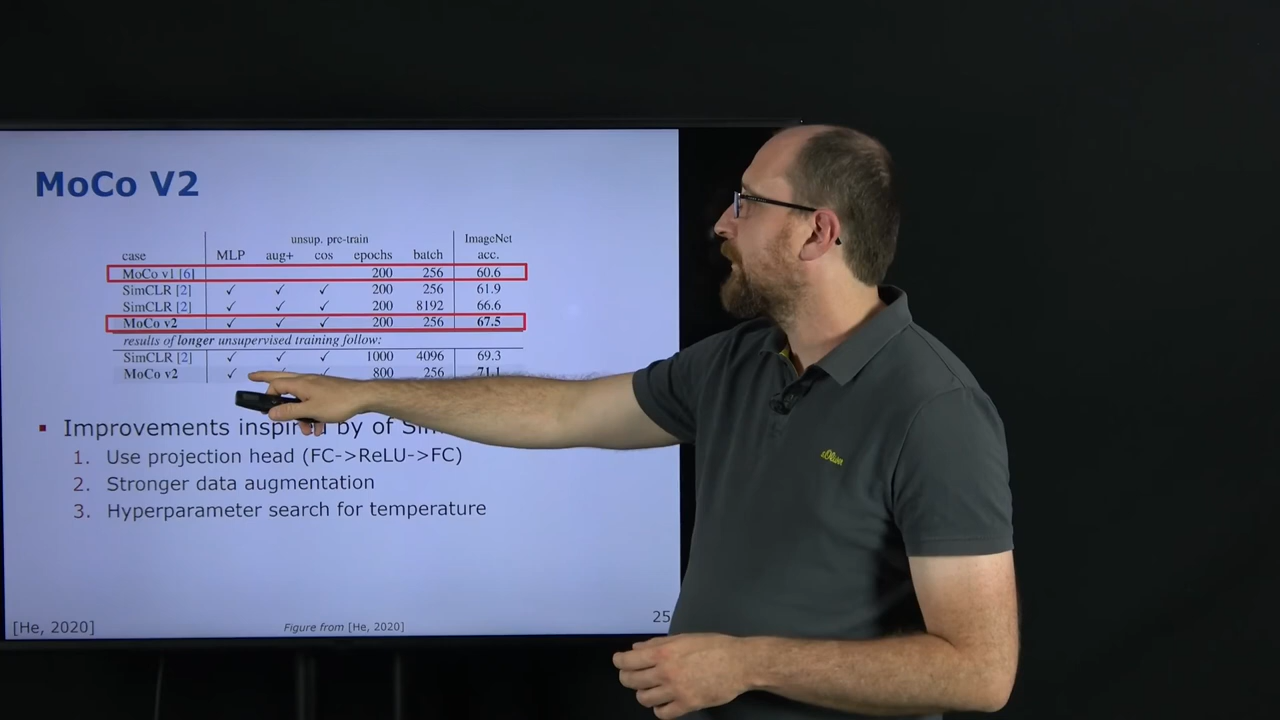 MoCo V2
unsup. pre-train ImageNet
case MLP aug+ cos epochs batch acc.
MoCo v1 [6] 200 256 60.6
SimCLR [2] ✓ ✓ ✓ 200 256 61.9
SimCLR [2] ✓ ✓ ✓ 200 8192 66.6
MoCo v2 ✓ ✓ ✓ 200 256 67.5
results of longer unsupervised training follow:
SimCLR [2] ✓ ✓ ✓ 1000 4096 69.3
MoCo v2 ✓ ✓ ✓ 800 256 71.1
▪ Improvements inspired by of
1. Use projection head (FC->ReLU->FC)
2. Stronger data augmentation
3. Hyperparameter search for temperature
s.Oliver
[He, 2020] Figure from [He, 2020] 25